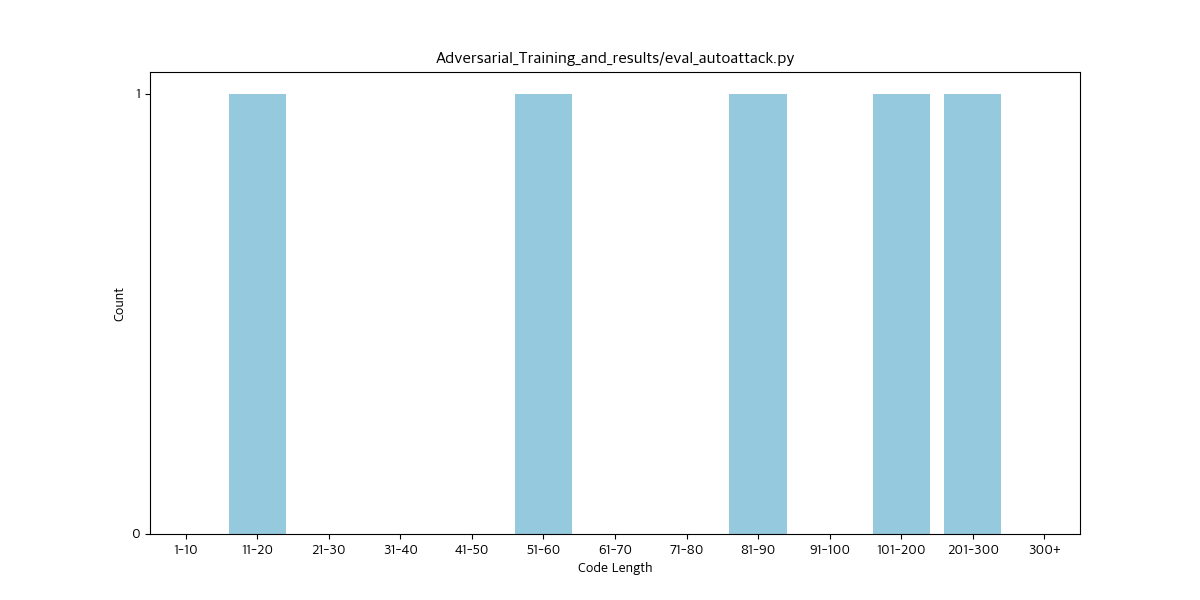 Adversarial_Training_and_results/eval_autoattack.py
1
Count
0
1-10 11-20 21-30 31-40 41-50 51-60 61-70 71-80 81-90 91-100 101-200 201-300 300+
Code Length